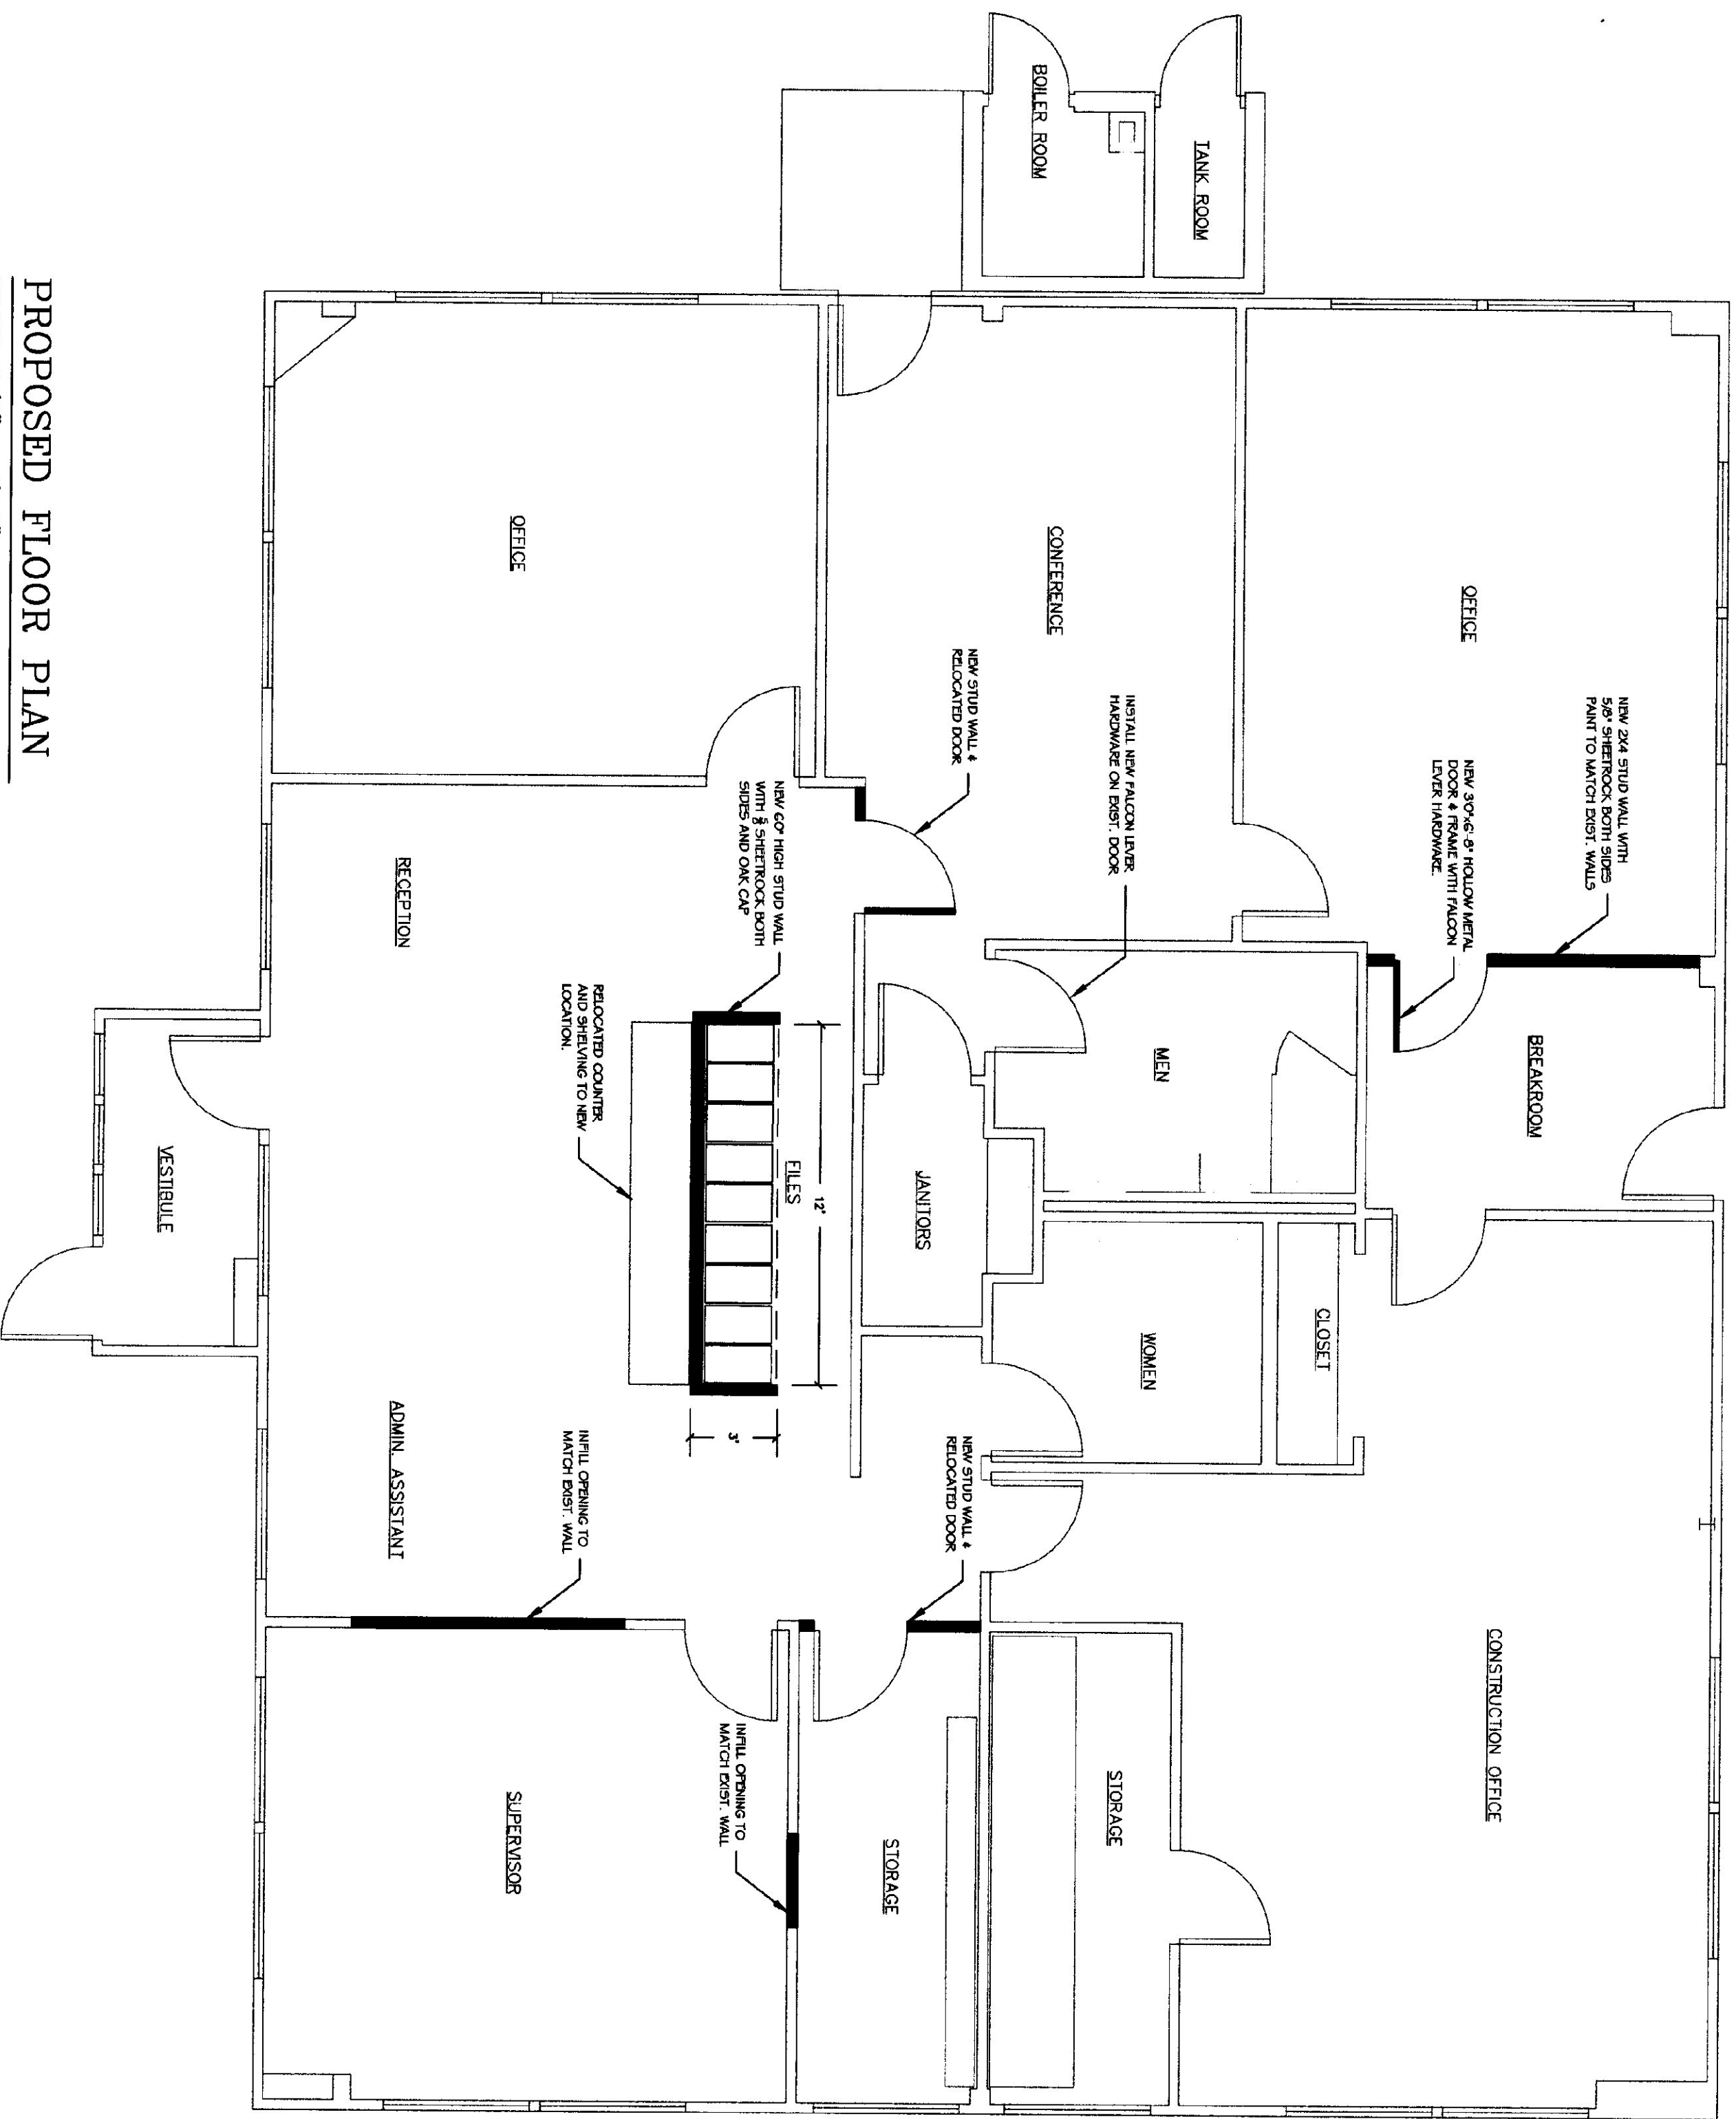 NEW 2X4 STUD WALL WITH
5/8" SHEETROCK BOTH SIDES
PAINT TO MATCH EXIST. WALLS
BREAKROOM
CONSTRUCTION OFFICE
OFFICE
NEW 3'0"x6'-8" HOLLOW METAL
DOOR & FRAME WITH FALCON
LEVER HARDWARE.
CLOSET
TANK ROOM
MEN
WOMEN
STORAGE
INSTALL NEW FALCON LEVER
HARDWARE ON EXIST. DOOR
BOILER ROOM
CONFERENCE
NEW STUD WALL &
RELOCATED DOOR
JANITORS
NEW STUD WALL &
RELOCATED DOOR
STORAGE
12'
FILES
NEW 60" HIGH STUD WALL
WITH 5/8 SHEETROCK BOTH
SIDES AND OAK CAP
3'
INFILL OPENING TO
MATCH EXIST. WALL
RELOCATED COUNTER
AND SHELVING TO NEW
LOCATION.
INFILL OPENING TO
MATCH EXIST. WALL
OFFICE
SUPERVISOR
RECEPTION
ADMIN. ASSISTANT
VESTIBULE
PROPOSED FLOOR PLAN